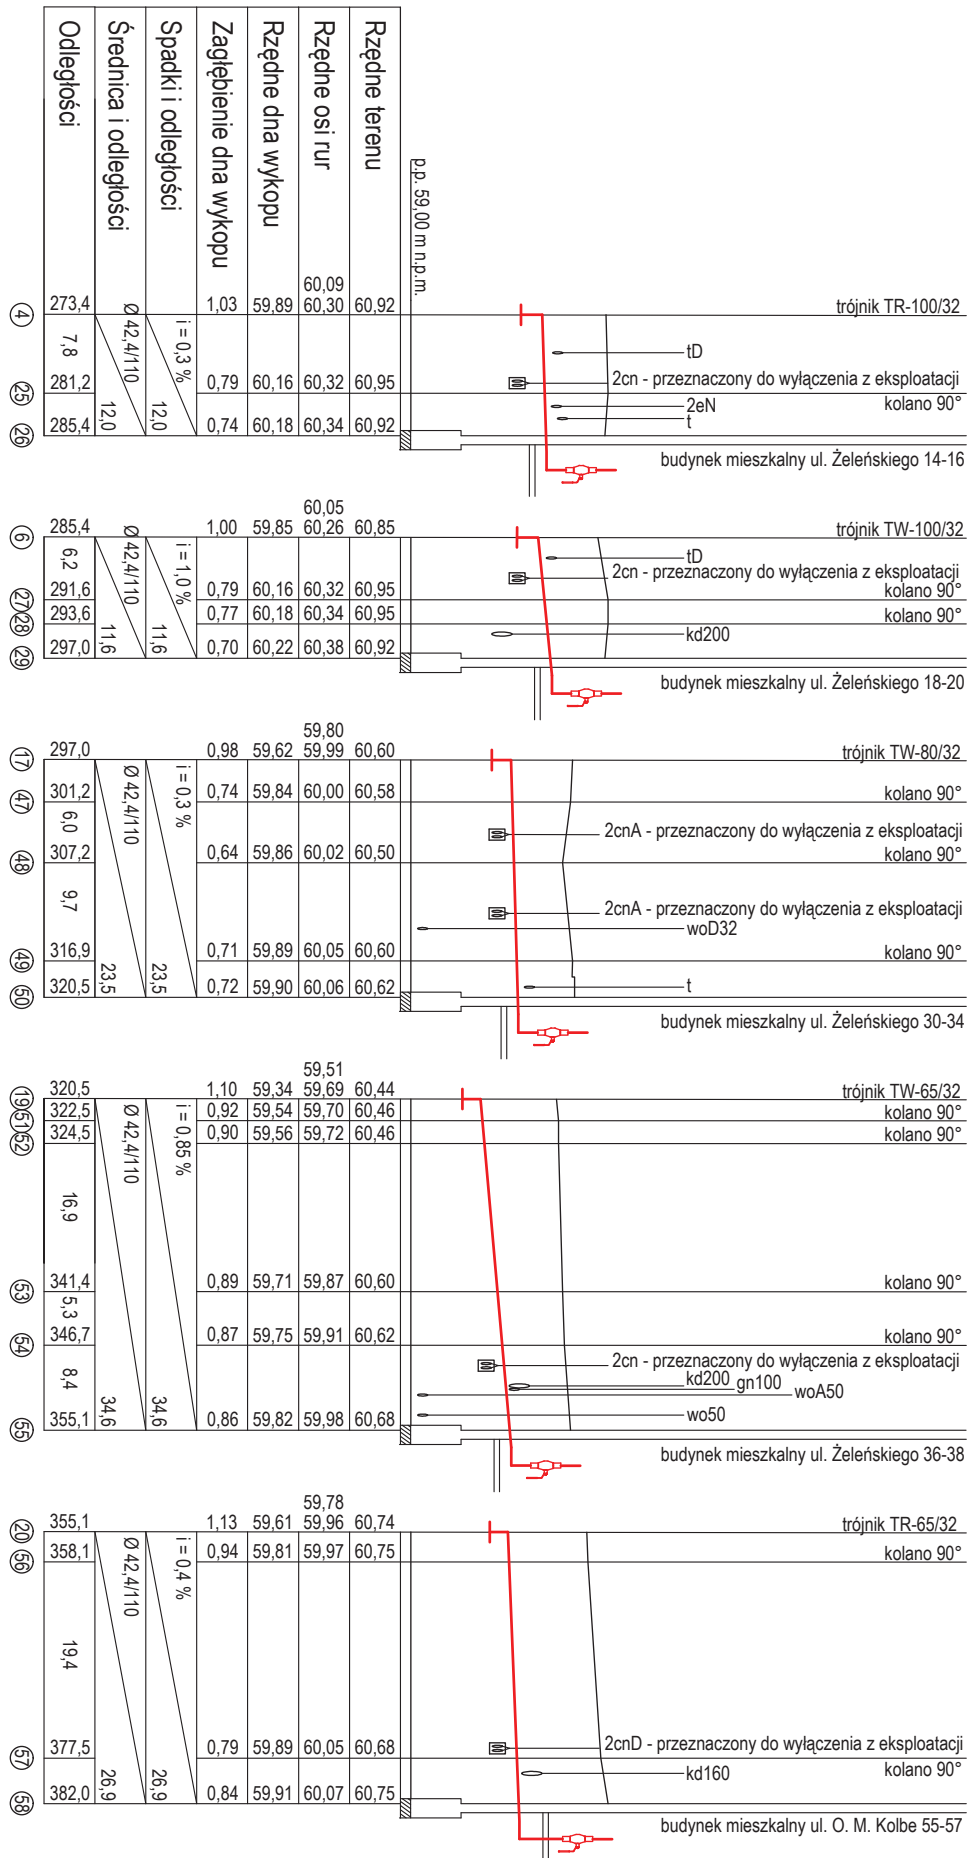 Odległości
Średnica i odległości
Spadki i odległości
Zagłębienie dna wykopu
Rzędne dna wykopu
Rzędne osi rur
Rzędne terenu
p.p. 59,00 m n.p.m.
60,09
4 273,4 1,03 59,89 60,30 60,92 trójnik TR-100/32
7,8 Ø 42,4/110 i = 0,3 % tD
2cn - przeznaczony do wyłączenia z eksploatacji
25 281,2 0,79 60,16 60,32 60,95 kolano 90°
12,0 12,0 2eN
t
26 285,4 0,74 60,18 60,34 60,92
budynek mieszkalny ul. Żeleńskiego 14-16
60,05
6 285,4 1,00 59,85 60,26 60,85 trójnik TW-100/32
6,2 Ø 42,4/110 i = 1,0 % tD
2cn - przeznaczony do wyłączenia z eksploatacji
27 291,6 0,79 60,16 60,32 60,95 kolano 90°
28 293,6 0,77 60,18 60,34 60,95 kolano 90°
11,6 11,6 kd200
29 297,0 0,70 60,22 60,38 60,92
budynek mieszkalny ul. Żeleńskiego 18-20
59,80
17 297,0 0,98 59,62 59,99 60,60 trójnik TW-80/32
Ø 42,4/110 i = 0,3 %
47 301,2 0,74 59,84 60,00 60,58 kolano 90°
6,0 2cnA - przeznaczony do wyłączenia z eksploatacji
48 307,2 0,64 59,86 60,02 60,50 kolano 90°
9,7 2cnA - przeznaczony do wyłączenia z eksploatacji
woD32
49 316,9 0,71 59,89 60,05 60,60 kolano 90°
23,5 23,5 t
50 320,5 0,72 59,90 60,06 60,62
budynek mieszkalny ul. Żeleńskiego 30-34
59,51
19 320,5 1,10 59,34 59,69 60,44 trójnik TW-65/32
51 322,5 0,92 59,54 59,70 60,46 kolano 90°
52 324,5 0,90 59,56 59,72 60,46 kolano 90°
Ø 42,4/110 i = 0,85 %
16,9
53 341,4 0,89 59,71 59,87 60,60 kolano 90°
5,3
54 346,7 0,87 59,75 59,91 60,62 kolano 90°
8,4 2cn - przeznaczony do wyłączenia z eksploatacji
kd200 gn100 woA50
34,6 34,6 wo50
55 355,1 0,86 59,82 59,98 60,68
budynek mieszkalny ul. Żeleńskiego 36-38
59,78
20 355,1 1,13 59,61 59,96 60,74 trójnik TR-65/32
56 358,1 0,94 59,81 59,97 60,75 kolano 90°
Ø 42,4/110 i = 0,4 %
19,4
2cnD - przeznaczony do wyłączenia z eksploatacji
57 377,5 0,79 59,89 60,05 60,68 kolano 90°
26,9 26,9 kd160
58 382,0 0,84 59,91 60,07 60,75
budynek mieszkalny ul. O. M. Kolbe 55-57